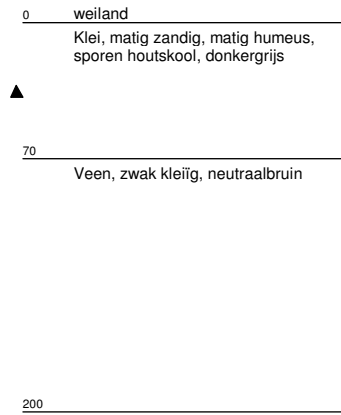 0 weiland
Klei, matig zandig, matig humeus,
sporen houtskool, donkergrijs
70
Veen, zwak kleiïg, neutraalbruin
200